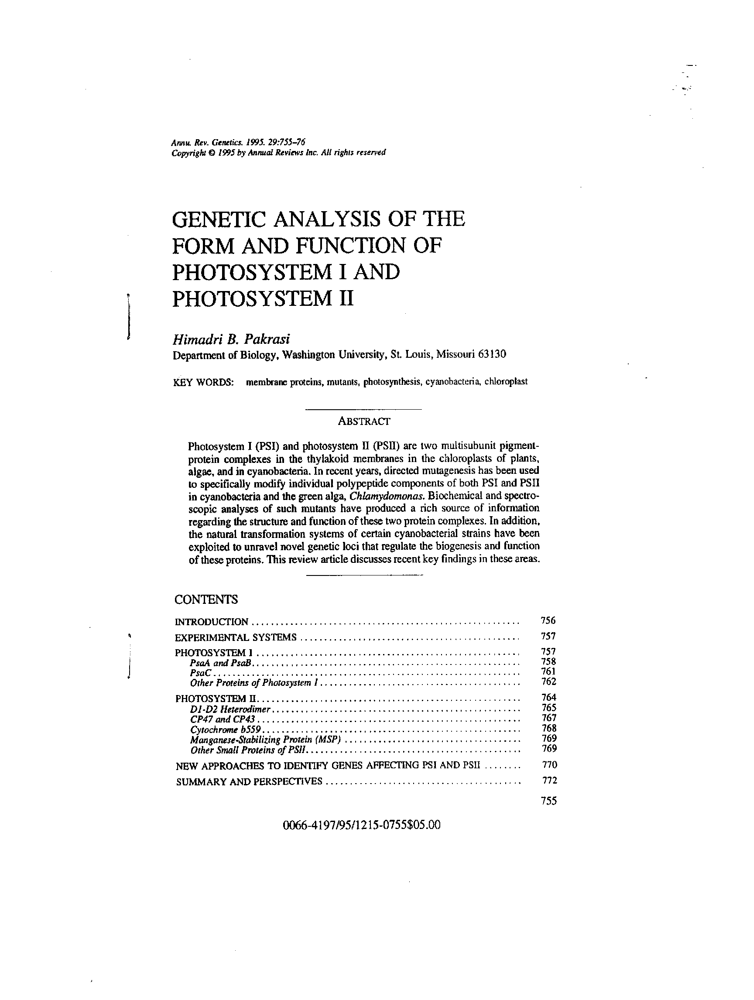 Annu. Rev. Genetics. 1995. 29:755–76
Copyright © 1995 by Annual Reviews Inc. All rights reserved
GENETIC ANALYSIS OF THE
FORM AND FUNCTION OF
PHOTOSYSTEM I AND
PHOTOSYSTEM II
Himadri B. Pakrasi
Department of Biology, Washington University, St. Louis, Missouri 63130
KEY WORDS: membrane proteins, mutants, photosynthesis, cyanobacteria, chloroplast
ABSTRACT
Photosystem I (PSI) and photosystem II (PSII) are two multisubunit pigment-
protein complexes in the thylakoid membranes in the chloroplasts of plants,
algae, and in cyanobacteria. In recent years, directed mutagenesis has been used
to specifically modify individual polypeptide components of both PSI and PSII
in cyanobacteria and the green alga, Chlamydomonas. Biochemical and spectro-
scopic analyses of such mutants have produced a rich source of information
regarding the structure and function of these two protein complexes. In addition,
the natural transformation systems of certain cyanobacterial strains have been
exploited to unravel novel genetic loci that regulate the biogenesis and function
of these proteins. This review article discusses recent key findings in these areas.
CONTENTS
INTRODUCTION ........................................................ 756
EXPERIMENTAL SYSTEMS .............................................. 757
PHOTOSYSTEM I ....................................................... 757
PsaA and PsaB........................................................ 758
PsaC ................................................................ 761
Other Proteins of Photosystem I .......................................... 762
PHOTOSYSTEM II....................................................... 764
D1-D2 Heterodimer.................................................... 765
CP47 and CP43 ....................................................... 767
Cytochrome b559...................................................... 768
Manganese-Stabilizing Protein (MSP) ..................................... 769
Other Small Proteins of PSII............................................. 769
NEW APPROACHES TO IDENTIFY GENES AFFECTING PSI AND PSII ........ 770
SUMMARY AND PERSPECTIVES ......................................... 772
755
0066-4197/95/1215-0755$05.00